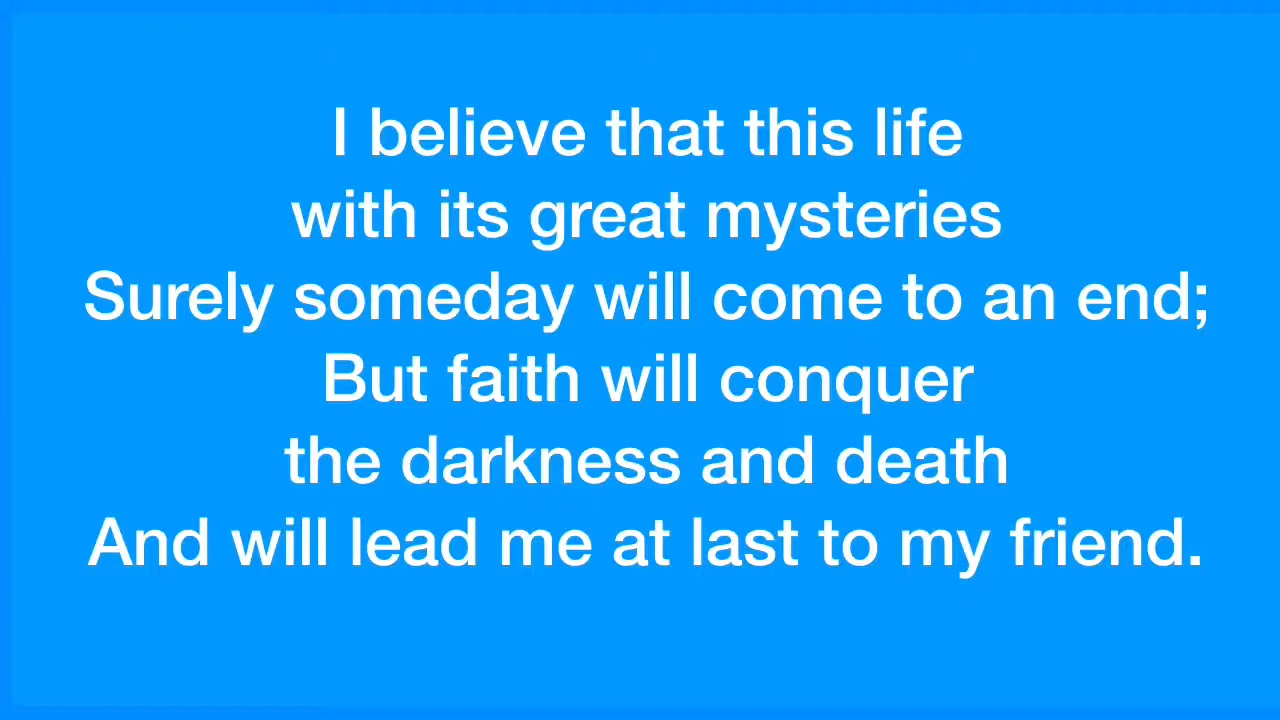 I believe that this life
with its great mysteries
Surely someday will come to an end;
But faith will conquer
the darkness and death
And will lead me at last to my friend.